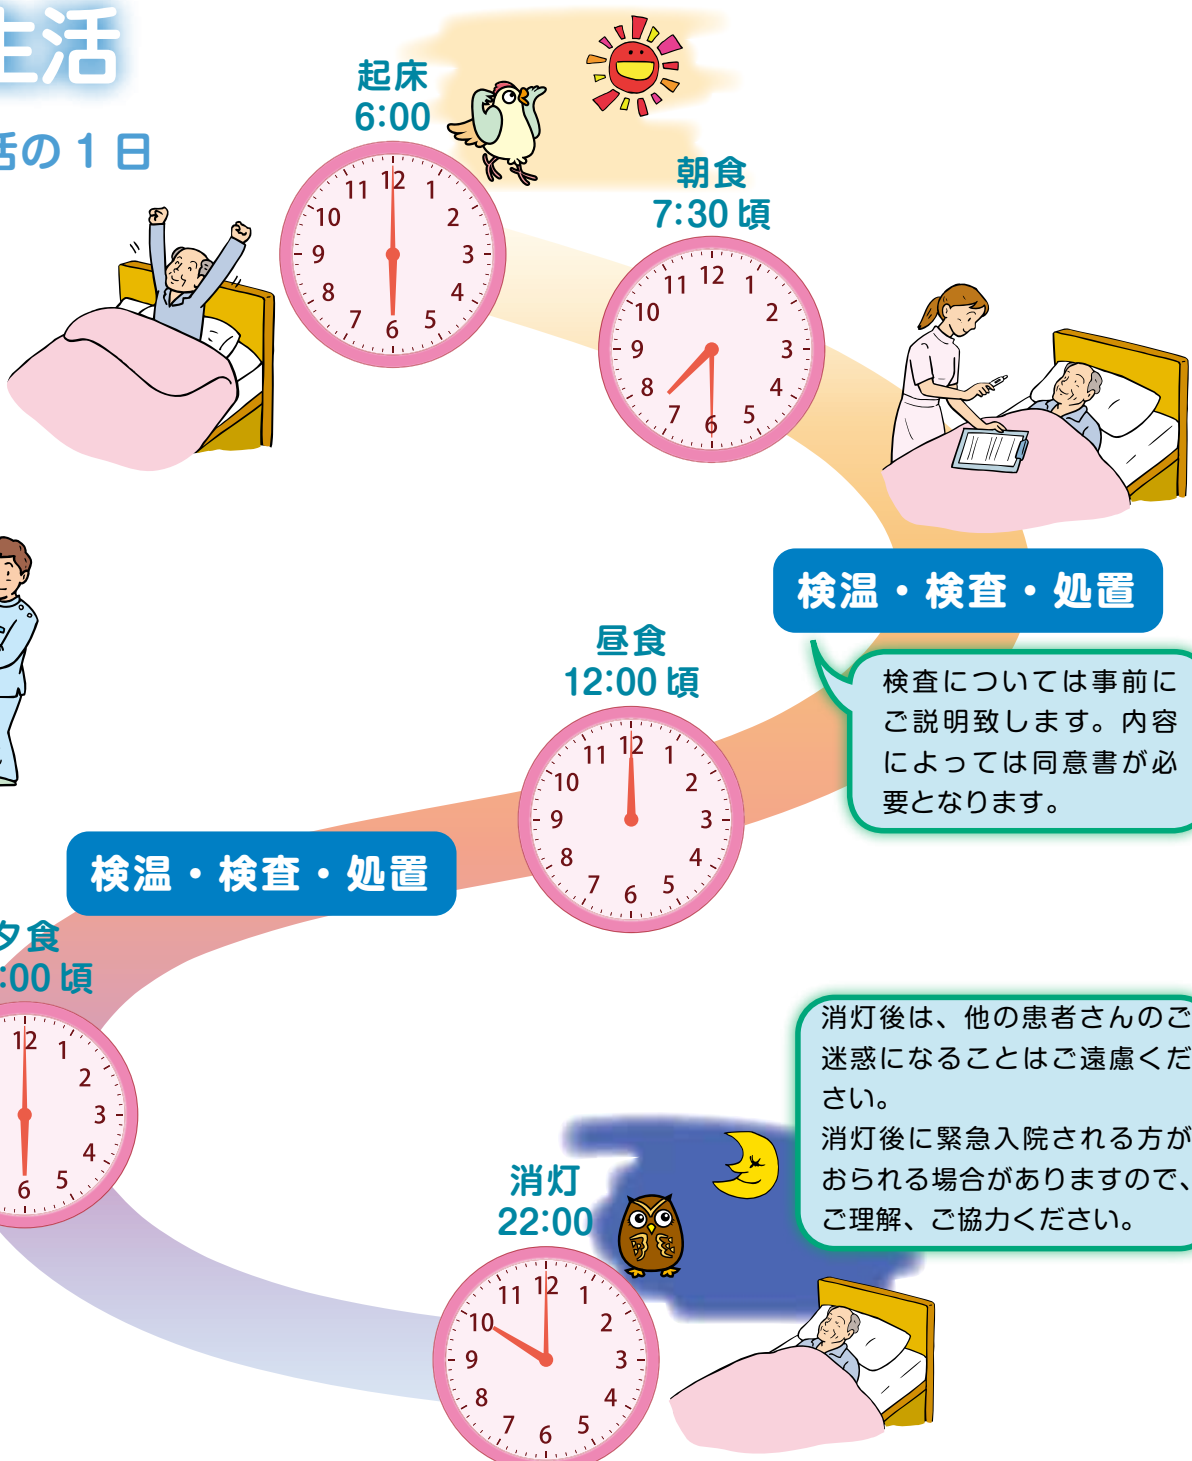 生活
活の1日
起床
6:00
朝食
7:30頃
検温・検査・処置
検査については事前に
ご説明致します。内容
によっては同意書が必
要となります。
昼食
12:00頃
検温・検査・処置
夕食
:00頃
消灯後は、他の患者さんのご
迷惑になることはご遠慮くだ
さい。
消灯後に緊急入院される方が
おられる場合がありますので、
ご理解、ご協力ください。
消灯
22:00